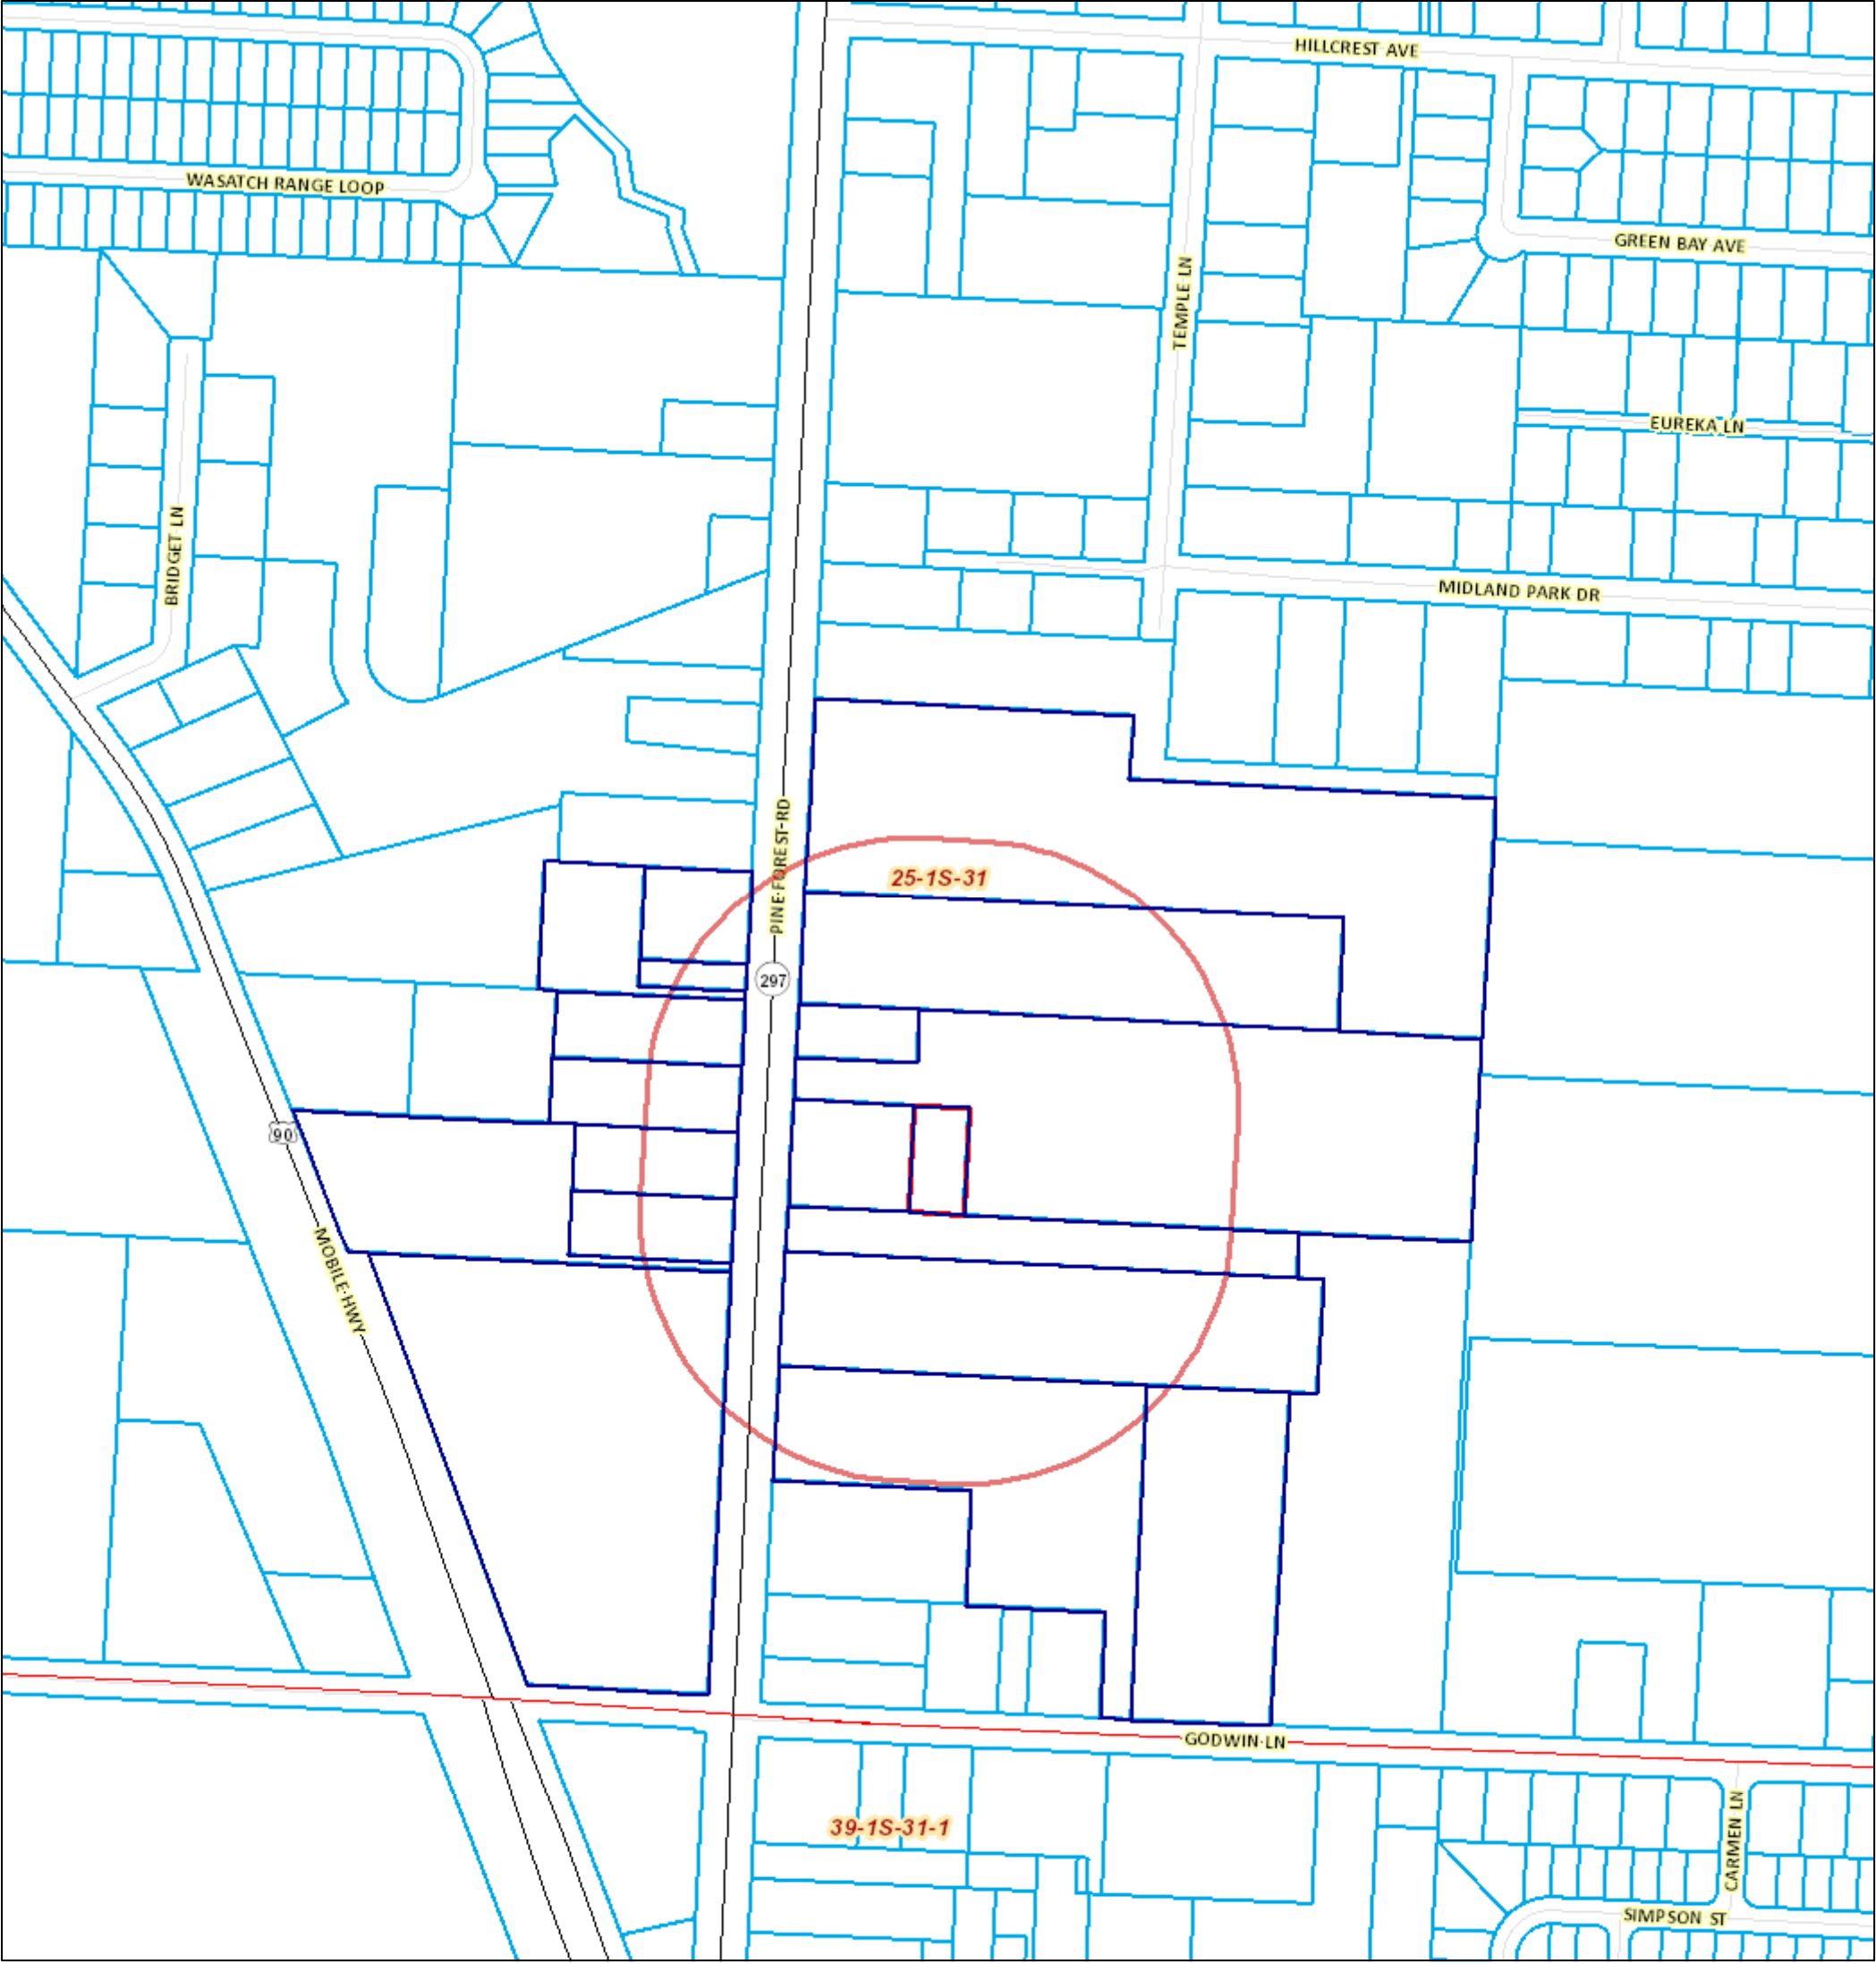 HILLCREST AVE
WASATCH RANGE LOOP
GREEN BAY AVE
TEMPLE LN
EUREKA LN
BRIDGET LN
MIDLAND PARK DR
PINE FOREST RD
25-1S-31
297
90
MOBILE HWY
GODWIN LN
39-1S-31-1
CARMEN LN
SIMPSON ST